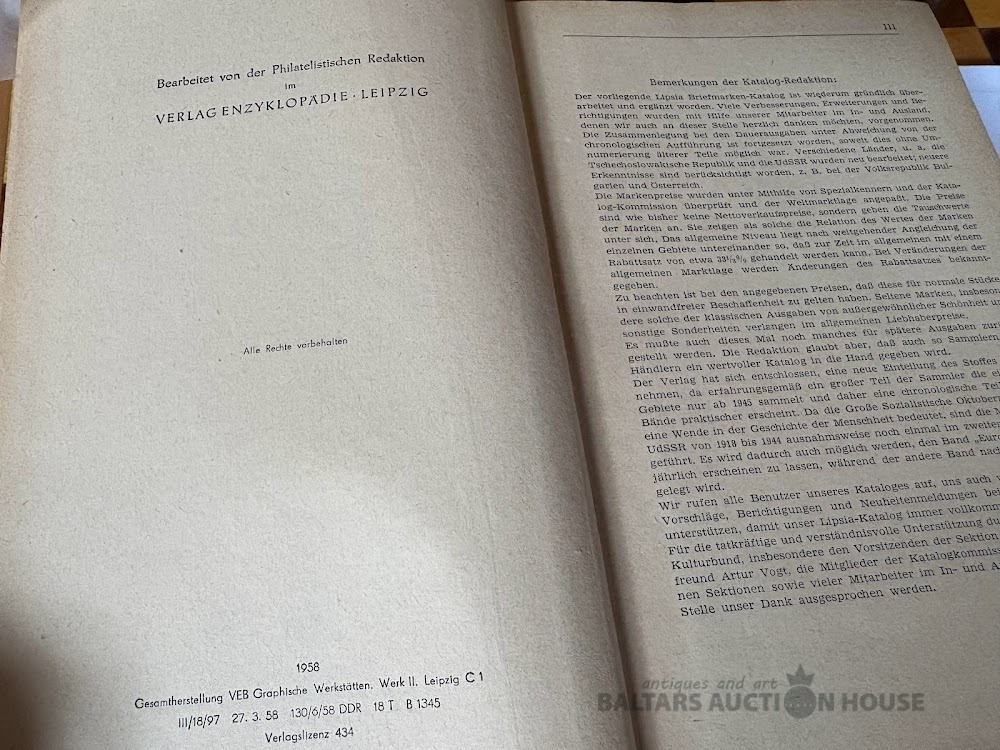 Bearbeitet von der Philatelistischen Redaktion
im
VERLAG ENZYKLOPÄDIE · LEIPZIG
Alle Rechte vorbehalten
1958
Gesamtherstellung VEB Graphische Werkstätten, Werk II, Leipzig C 1
III/18/97 27. 3. 58 130/6/58 DDR 18 T B 1345
Verlagslizenz 434
III
Bemerkungen der Katalog-Redaktion:
Der vorliegende Lipsia Briefmarken-Katalog ist wiederum gründlich über-
arbeitet und ergänzt worden. Viele Verbesserungen, Erweiterungen und Be-
richtigungen wurden mit Hilfe unserer Mitarbeiter im In- und Ausland,
denen wir auch an dieser Stelle herzlich danken möchten, vorgenommen.
Die Zusammenlegung bei den Dauerausgaben unter Abweichung von der
chronologischen Aufführung ist fortgesetzt worden, soweit dies ohne Um-
numerierung älterer Teile möglich war. Verschiedene Länder, u. a. die
Tschechoslowakische Republik und die UdSSR wurden neu bearbeitet; neuere
Erkenntnisse sind berücksichtigt worden, z. B. bei der Volksrepublik Bul-
garien und Österreich.
Die Markenpreise wurden unter Mithilfe von Spezialkennern und der Kata-
log-Kommission überprüft und der Weltmarktlage angepaßt. Die Preise
sind wie bisher keine Nettoverkaufspreise, sondern geben die Tauschwerte
der Marken an. Sie zeigen als solche die Relation des Wertes der Marken
unter sich. Das allgemeine Niveau liegt nach weitgehender Angleichung der
einzelnen Gebiete untereinander so, daß zur Zeit im allgemeinen mit einem
Rabattsatz von etwa 33⅓% gehandelt werden kann. Bei Veränderungen der
allgemeinen Marktlage werden Änderungen des Rabattsatzes bekannt-
gegeben.
Zu beachten ist bei den angegebenen Preisen, daß diese für normale Stücke
in einwandfreier Beschaffenheit zu gelten haben. Seltene Marken, insbeson
dere solche der klassischen Ausgaben von außergewöhnlicher Schönheit u
sonstige Sonderheiten verlangen im allgemeinen Liebhaberpreise.
Es mußte auch dieses Mal noch manches für spätere Ausgaben zur
gestellt werden. Die Redaktion glaubt aber, daß auch so Sammlern
Händlern ein wertvoller Katalog in die Hand gegeben wird.
Der Verlag hat sich entschlossen, eine neue Einteilung des Stoffes
nehmen, da erfahrungsgemäß ein großer Teil der Sammler die ei
Gebiete nur ab 1945 sammelt und daher eine chronologische Tei
Bände praktischer erscheint. Da die Große Sozialistische Oktober
eine Wende in der Geschichte der Menschheit bedeutet, sind die
UdSSR von 1918 bis 1944 ausnahmsweise noch einmal im zweiten
geführt. Es wird dadurch auch möglich werden, den Band „Eur
jährlich erscheinen zu lassen, während der andere Band nac
gelegt wird.
Wir rufen alle Benutzer unseres Kataloges auf, uns auch
Vorschläge, Berichtigungen und Neuheitenmeldungen bei
unterstützen, damit unser Lipsia-Katalog immer vollkomm
Für die tatkräftige und verständnisvolle Unterstützung d
Kulturbund, insbesondere den Vorsitzenden der Sektion
freund Artur Vogt, die Mitglieder der Katalogkommiss
nen Sektionen sowie vieler Mitarbeiter im In- und A
Stelle unser Dank ausgesprochen werden.
antiques and art
BALTARS AUCTION HOUSE